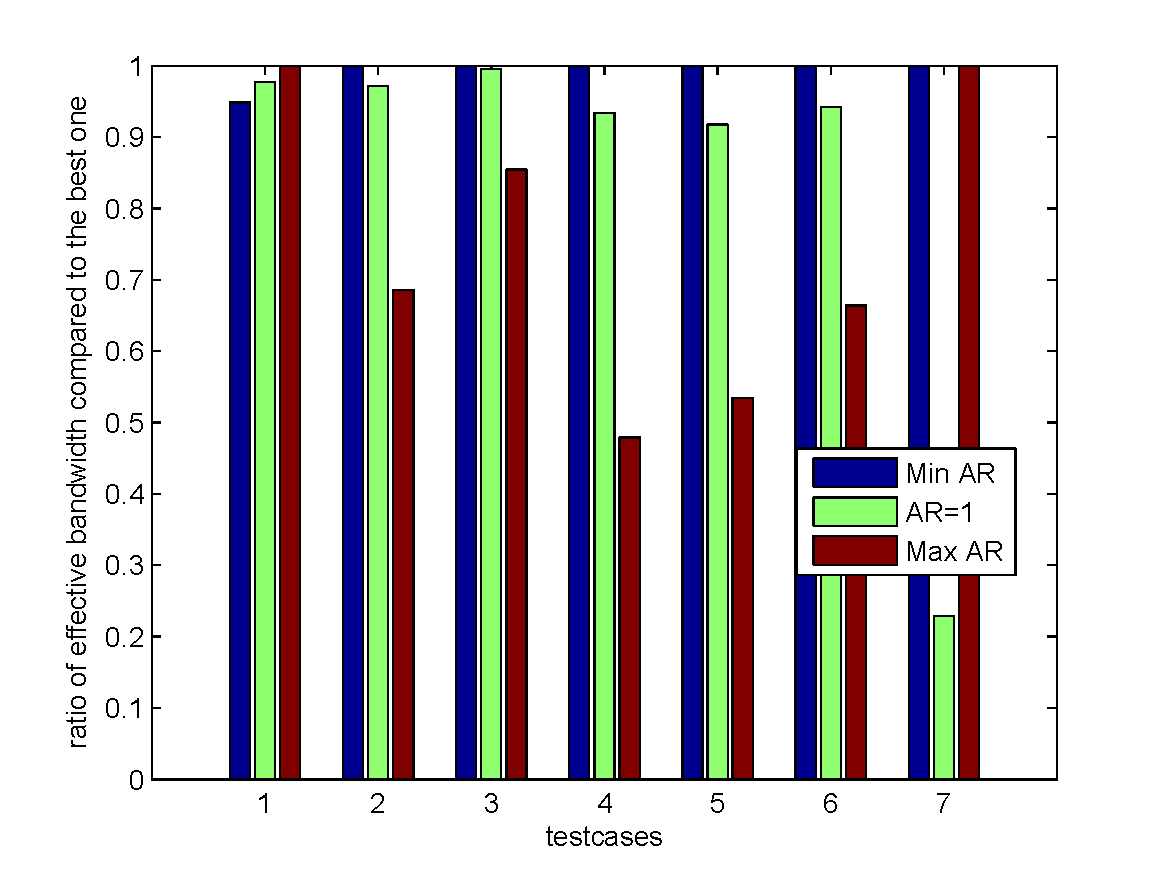 ratio of effective bandwidth compared to the best one
1
0.9
0.8
0.7
0.6
0.5
0.4
0.3
0.2
0.1
0
Min AR
AR=1
Max AR
1 2 3 4 5 6 7
testcases